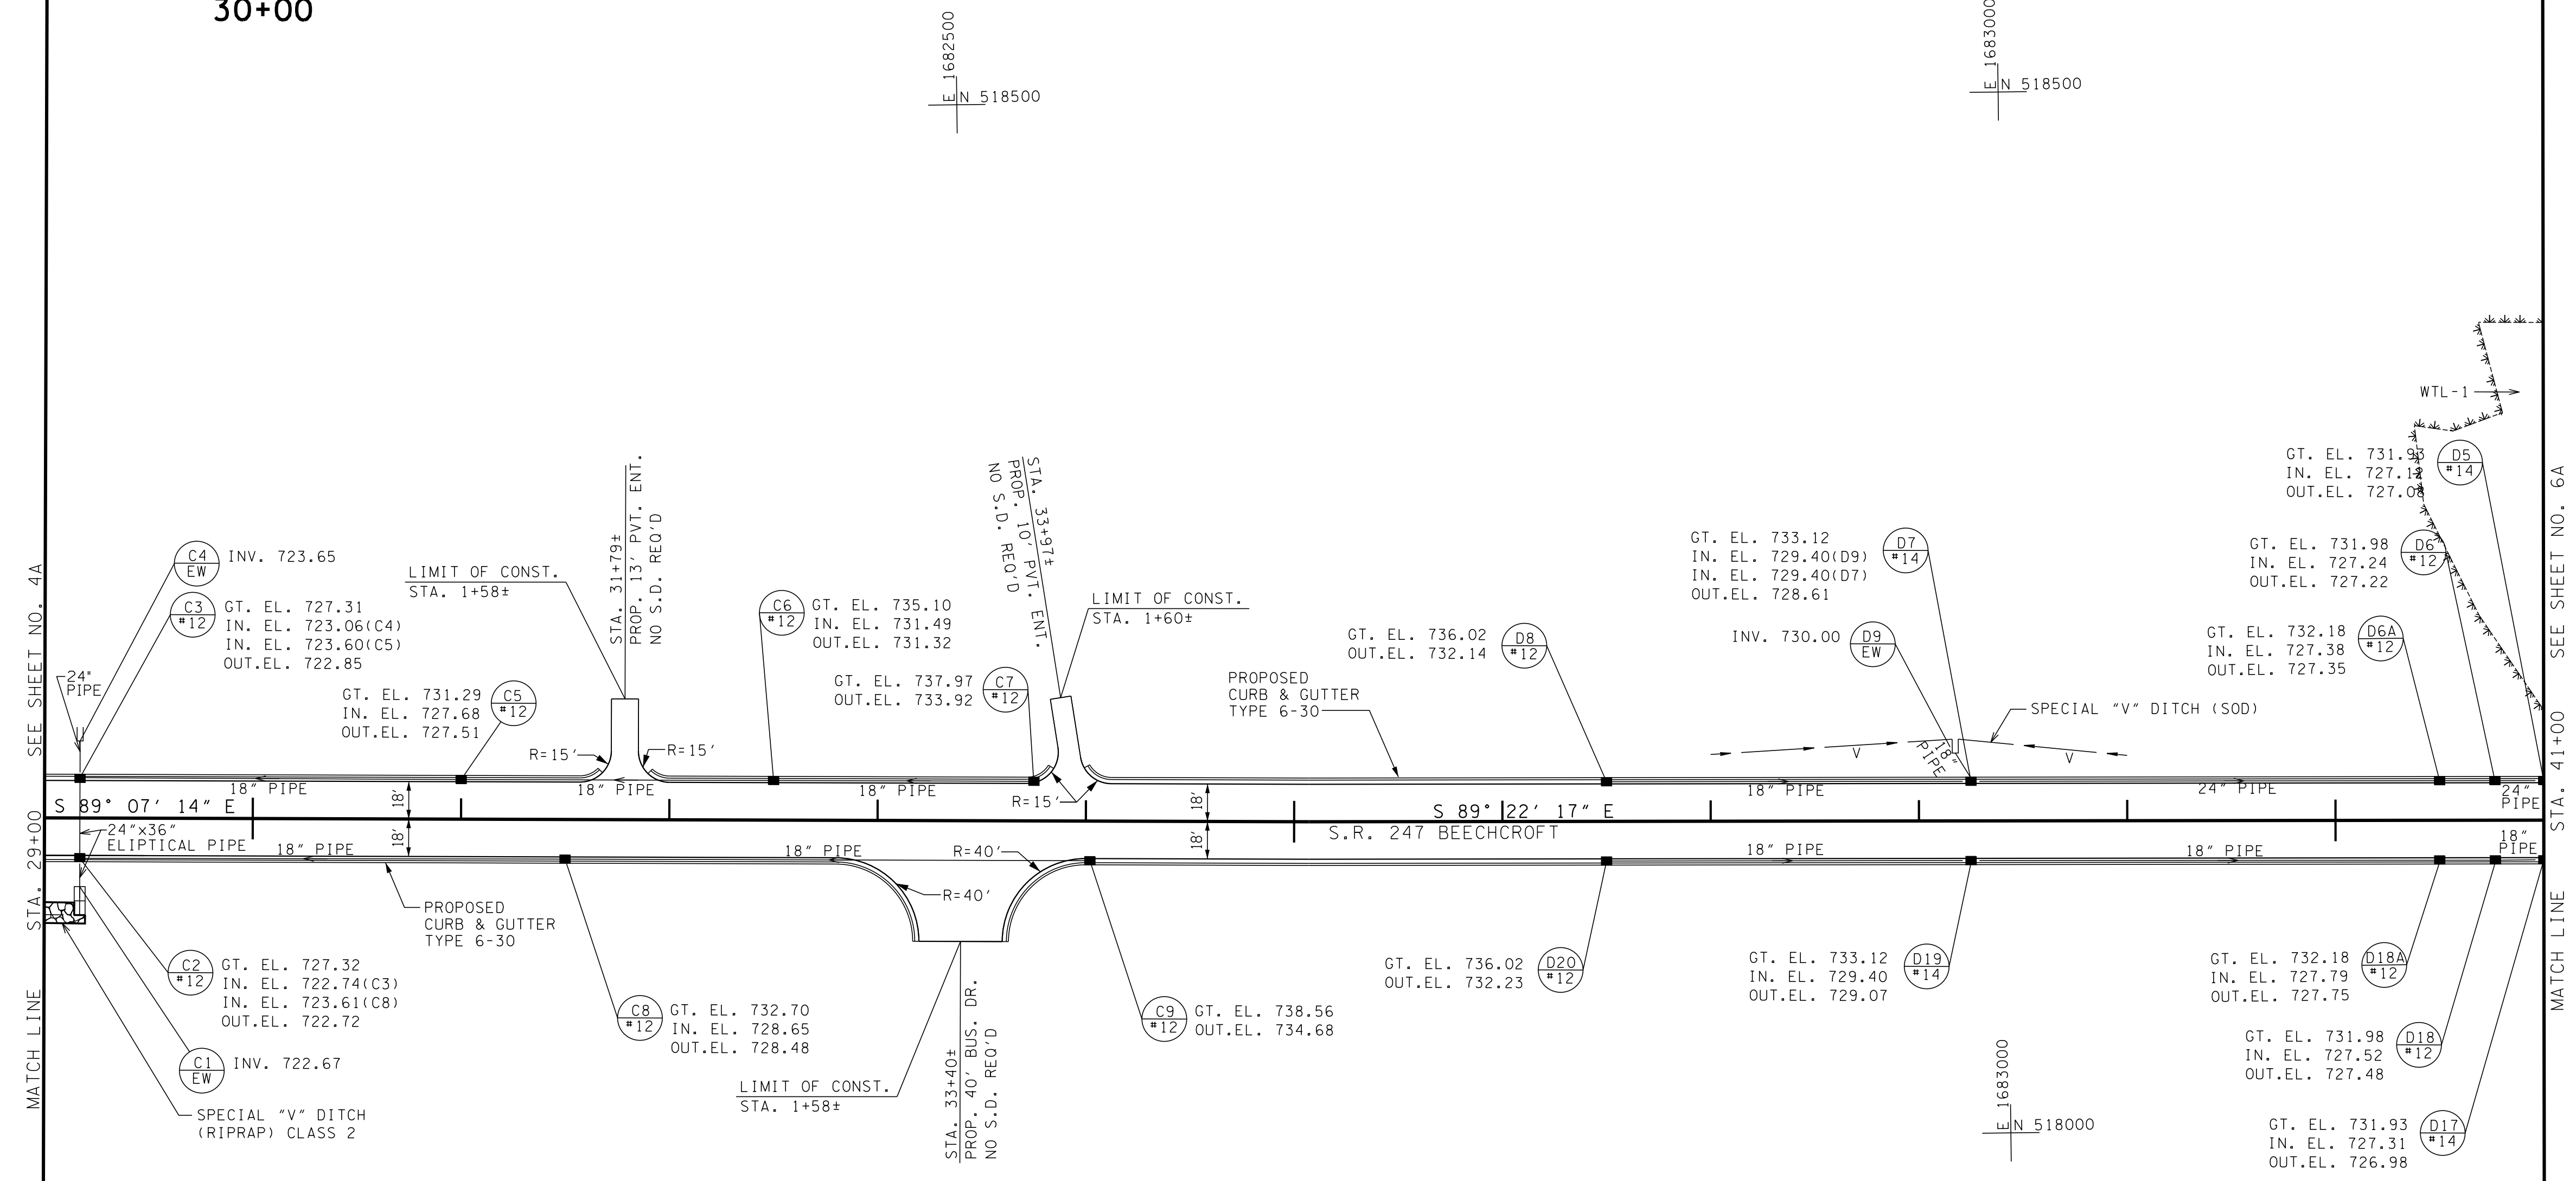 30+00
E 1682500
N 518500
E 1683000
N 518500
WTL-1
D5
#14
GT. EL. 731.93
IN. EL. 727.12
OUT.EL. 727.08
D6
#12
GT. EL. 731.98
IN. EL. 727.24
OUT.EL. 727.22
D6A
#12
GT. EL. 732.18
IN. EL. 727.38
OUT.EL. 727.35
C4
EW
INV. 723.65
C3
#12
GT. EL. 727.31
IN. EL. 723.06(C4)
IN. EL. 723.60(C5)
OUT.EL. 722.85
LIMIT OF CONST.
STA. 1+58±
STA. 31+79±
PROP. 13' PVT. ENT.
NO S.D. REQ'D
C5
#12
GT. EL. 731.29
IN. EL. 727.68
OUT.EL. 727.51
C6
#12
GT. EL. 735.10
IN. EL. 731.49
OUT.EL. 731.32
C7
#12
GT. EL. 737.97
OUT.EL. 733.92
STA. 33+97±
PROP. 10' PVT. ENT.
NO S.D. REQ'D
LIMIT OF CONST.
STA. 1+60±
PROPOSED
CURB & GUTTER
TYPE 6-30
D8
#12
GT. EL. 736.02
OUT.EL. 732.14
D7
#14
GT. EL. 733.12
IN. EL. 729.40(D9)
IN. EL. 729.40(D7)
OUT.EL. 728.61
D9
EW
INV. 730.00
SPECIAL "V" DITCH (SOD)
V
V
18"
PIPE
24"
PIPE
R=15'
R=15'
R=15'
18" PIPE
18" PIPE
18" PIPE
18" PIPE
24" PIPE
24"
PIPE
S 89° 07' 14" E
18'
18'
18'
18'
S 89° 22' 17" E
S.R. 247 BEECHCROFT
24"x36"
ELIPTICAL PIPE
18" PIPE
18" PIPE
R=40'
R=40'
18" PIPE
18" PIPE
18"
PIPE
PROPOSED
CURB & GUTTER
TYPE 6-30
C2
#12
GT. EL. 727.32
IN. EL. 722.74(C3)
IN. EL. 723.61(C8)
OUT.EL. 722.72
C1
EW
INV. 722.67
SPECIAL "V" DITCH
(RIPRAP) CLASS 2
C8
#12
GT. EL. 732.70
IN. EL. 728.65
OUT.EL. 728.48
LIMIT OF CONST.
STA. 1+58±
STA. 33+40±
PROP. 40' BUS. DR.
NO S.D. REQ'D
C9
#12
GT. EL. 738.56
OUT.EL. 734.68
D20
#12
GT. EL. 736.02
OUT.EL. 732.23
D19
#14
GT. EL. 733.12
IN. EL. 729.40
OUT.EL. 729.07
D18A
#12
GT. EL. 732.18
IN. EL. 727.79
OUT.EL. 727.75
D18
#12
GT. EL. 731.98
IN. EL. 727.52
OUT.EL. 727.48
D17
#14
GT. EL. 731.93
IN. EL. 727.31
OUT.EL. 726.98
E 1683000
N 518000
MATCH LINE STA. 29+00 SEE SHEET NO. 4A
MATCH LINE STA. 41+00 SEE SHEET NO. 6A